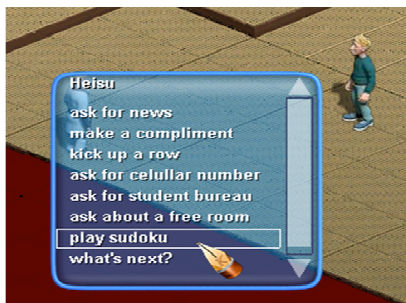 Heisu
ask for news
make a compliment
kick up a row
ask for celullar number
ask for student bureau
ask about a free room
play sudoku
what's next?